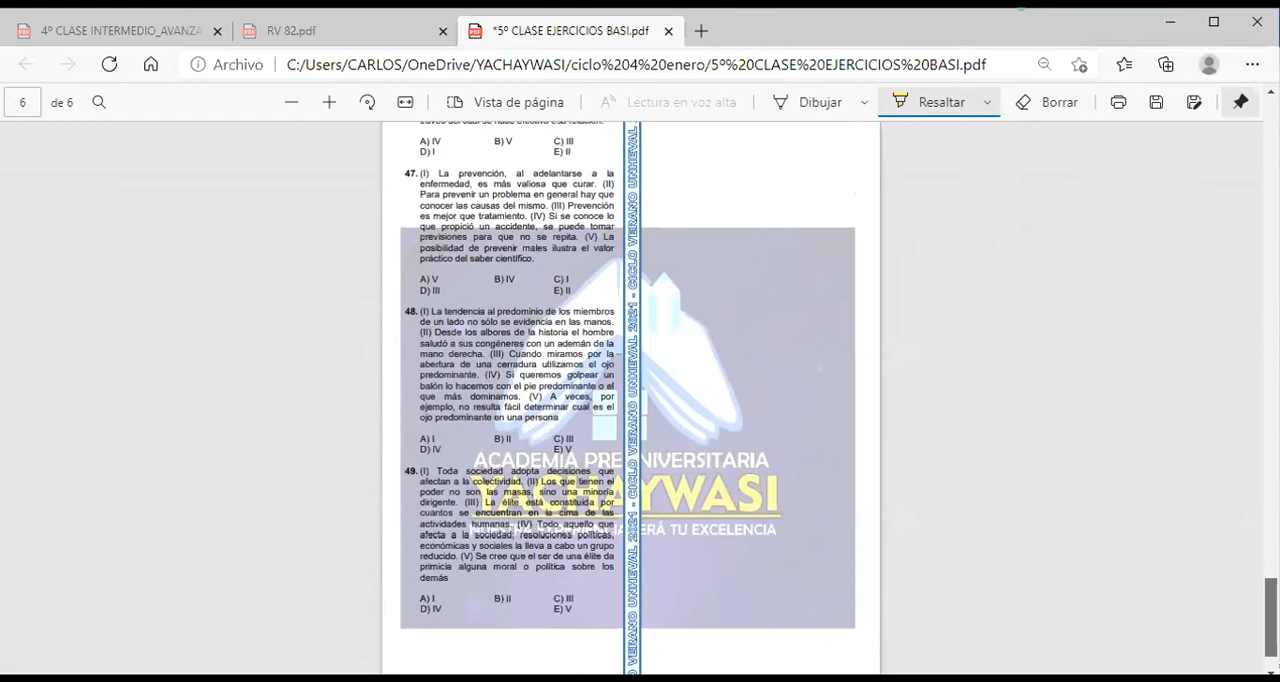 4º CLASE INTERMEDIO_AVANZA
RV 82.pdf
*5º CLASE EJERCICIOS BASI.pdf
Archivo
C:/Users/CARLOS/OneDrive/YACHAYWASI/ciclo%204%20enero/5º%20CLASE%20EJERCICIOS%20BASI.pdf
6 de 6
Vista de página
Lectura en voz alta
Dibujar
Resaltar
Borrar
A) IV B) V C) III
D) I E) II
47. (I) La prevención, al adelantarse a la
enfermedad, es más valiosa que curar. (II)
Para prevenir un problema en general hay que
conocer las causas del mismo. (III) Prevención
es mejor que tratamiento. (IV) Si se conoce lo
que propició un accidente, se puede tomar
previsiones para que no se repita. (V) La
posibilidad de prevenir males ilustra el valor
práctico del saber científico.
A) V B) IV C) I
D) III E) II
48. (I) La tendencia al predominio de los miembros
de un lado no sólo se evidencia en las manos.
(II) Desde los albores de la historia el hombre
saludó a sus congéneres con un ademán de la
mano derecha. (III) Cuando miramos por la
abertura de una cerradura utilizamos el ojo
predominante. (IV) Si queremos golpear un
balón lo hacemos con el pie predominante o el
que más dominamos. (V) A veces, por
ejemplo, no resulta fácil determinar cual es el
ojo predominante en una persona
A) I B) II C) III
D) IV E) V
49. (I) Toda sociedad adopta decisiones que
afectan a la colectividad. (II) Los que tienen el
poder no son las masas, sino una minoría
dirigente. (III) La élite está constituida por
cuantos se encuentran en la cima de las
actividades humanas. (IV) Todo aquello que
afecta a la sociedad, resoluciones políticas,
económicas y sociales la lleva a cabo un grupo
reducido. (V) Se cree que el ser de una élite da
primicia alguna moral o política sobre los
demás
A) I B) II C) III
D) IV E) V
CICLO VERANO UNHEVAL 2021 - CICLO VERANO UNHEVAL 2021
ACADEMIA PREUNIVERSITARIA
YACHAYWASI
ERÁ TU EXCELENCIA